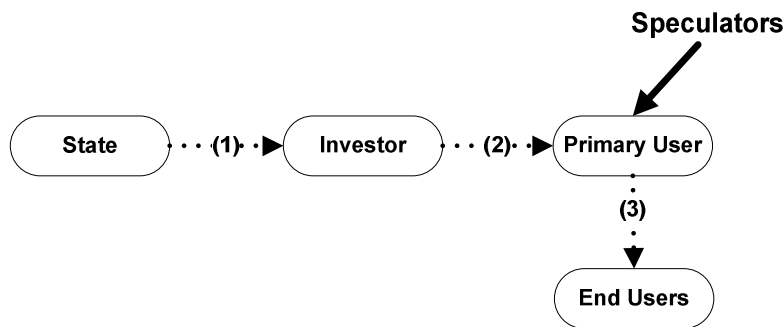 Speculators
State
(1)
Investor
(2)
Primary User
(3)
End Users